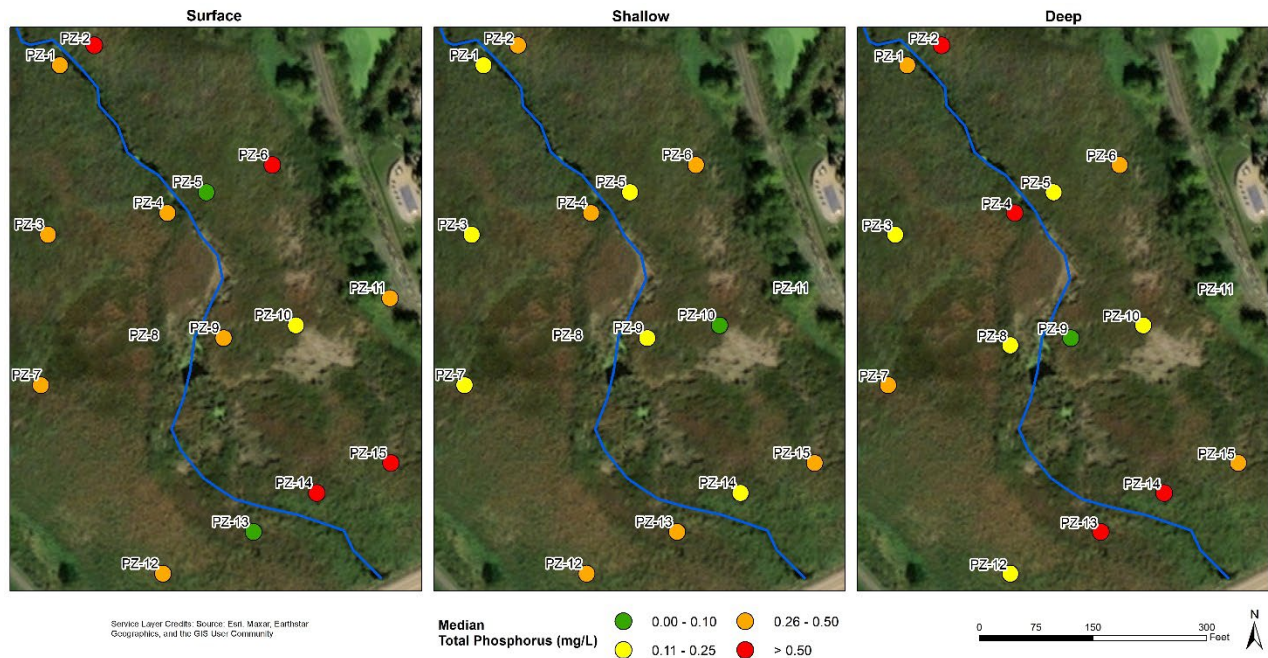 Surface
PZ-2
PZ-1
PZ-6
PZ-5
PZ-4
PZ-3
PZ-11
PZ-10
PZ-8
PZ-9
PZ-7
PZ-15
PZ-14
PZ-13
PZ-12
Shallow
PZ-2
PZ-1
PZ-6
PZ-5
PZ-4
PZ-3
PZ-11
PZ-10
PZ-8
PZ-9
PZ-7
PZ-15
PZ-14
PZ-13
PZ-12
Deep
PZ-2
PZ-1
PZ-6
PZ-5
PZ-4
PZ-3
PZ-11
PZ-10
PZ-8
PZ-9
PZ-7
PZ-15
PZ-14
PZ-13
PZ-12
Service Layer Credits: Source: Esri, Maxar, Earthstar
Geographics, and the GIS User Community
Median
Total Phosphorus (mg/L)
0.00 - 0.10
0.11 - 0.25
0.26 - 0.50
> 0.50
0 75 150 300
Feet
N